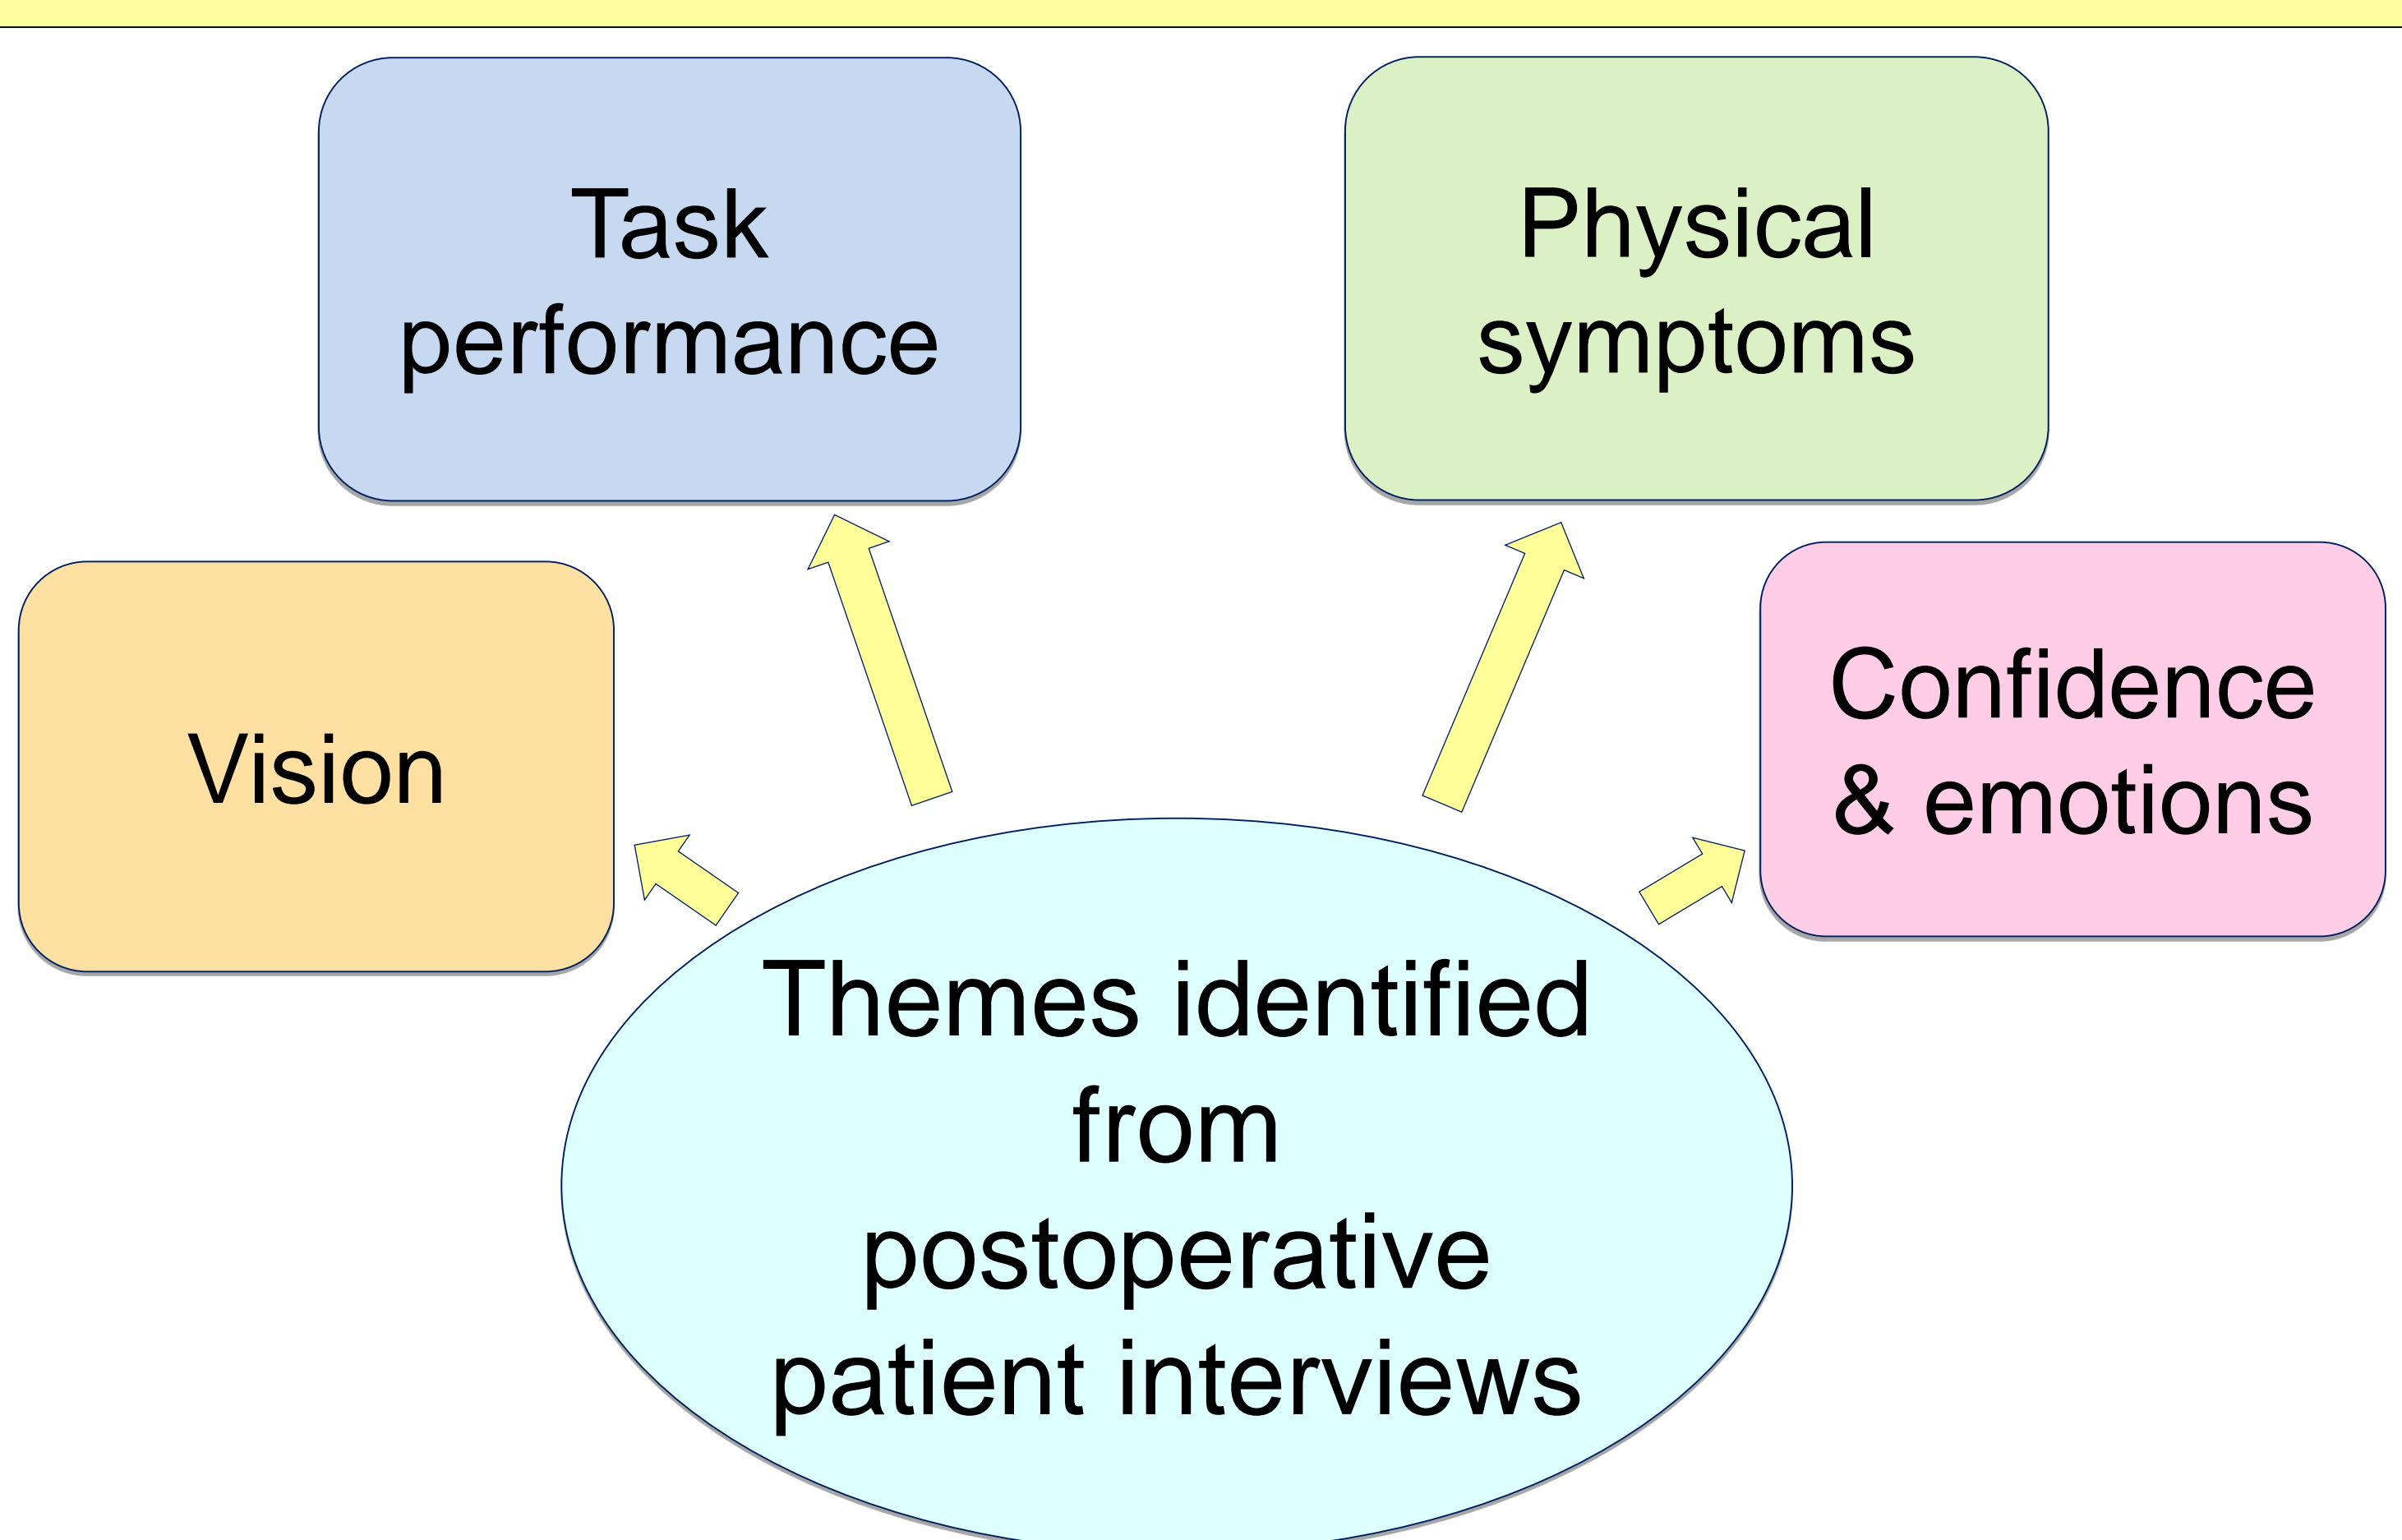 Task
performance
Physical
symptoms
Vision
Confidence
& emotions
Themes identified
from
postoperative
patient interviews